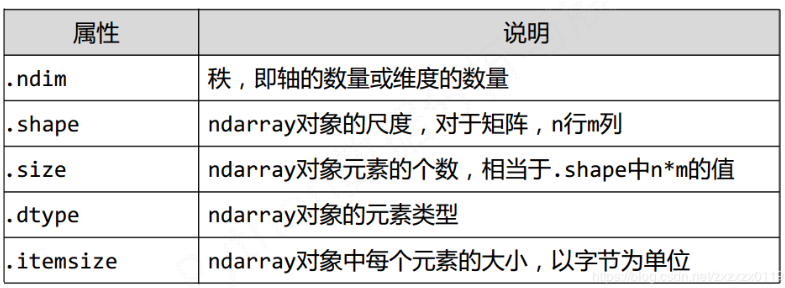 属性 说明
.ndim 秩，即轴的数量或维度的数量
.shape ndarray对象的尺度，对于矩阵，n行m列
.size ndarray对象元素的个数，相当于.shape中n*m的值
.dtype ndarray对象的元素类型
.itemsize ndarray对象中每个元素的大小，以字节为单位
https://blog.csdn.net/zxzxzx0119